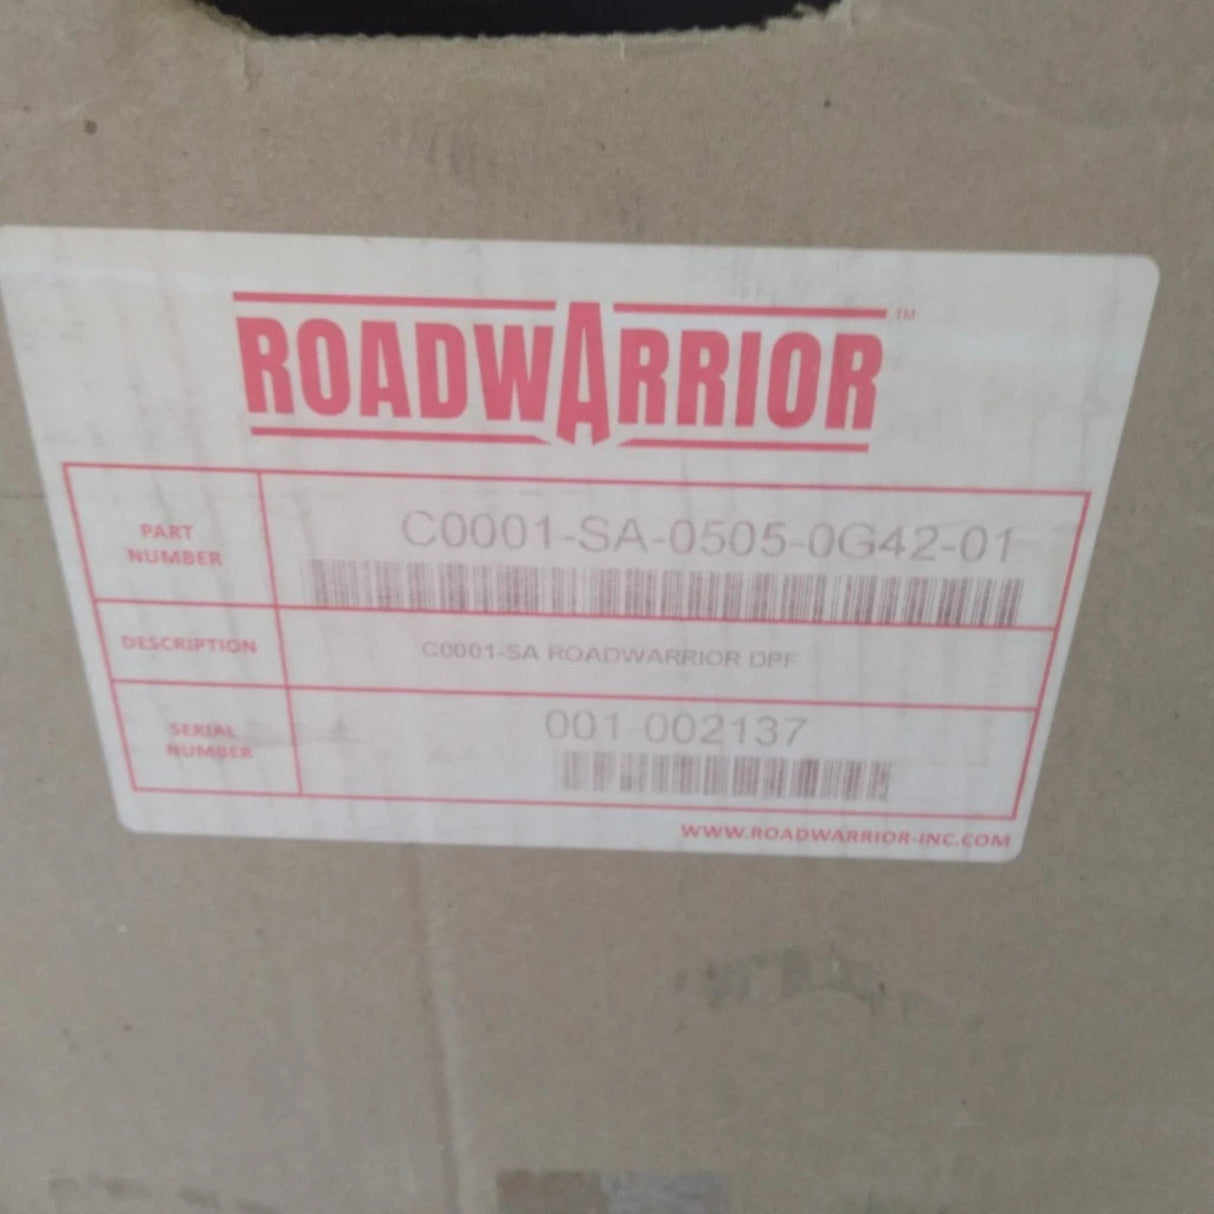 ROADWARRIOR™
PART NUMBER
C0001-SA-0505-0G42-01
DESCRIPTION
C0001-SA ROADWARRIOR DPF
SERIAL NUMBER
001-002137
WWW.ROADWARRIOR-INC.COM